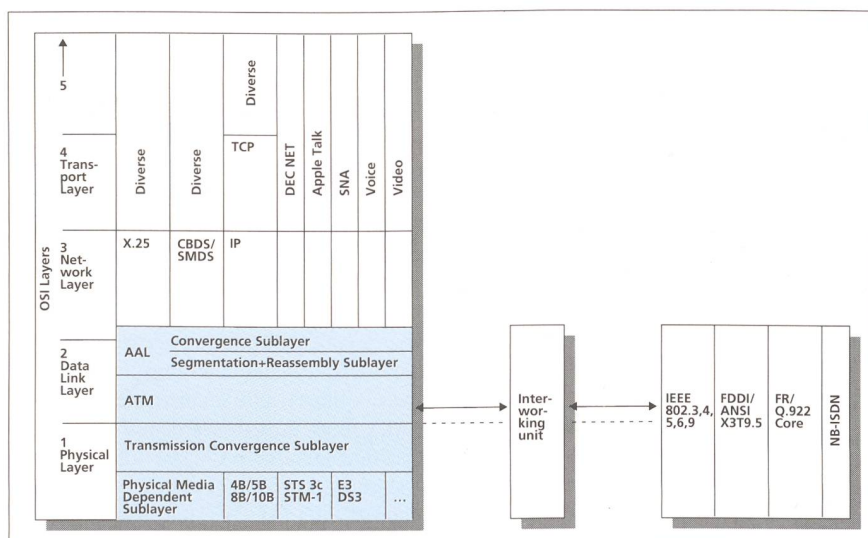 OSI Layers
5
4
Trans-
port
Layer
3
Net-
work
Layer
2
Data
Link
Layer
1
Physical
Layer
Diverse
X.25
Diverse
CBDS/
SMDS
Diverse
TCP
IP
DEC NET
Apple Talk
SNA
Voice
Video
AAL
Convergence Sublayer
Segmentation+Reassembly Sublayer
ATM
Transmission Convergence Sublayer
Physical Media
Dependent
Sublayer
4B/5B
8B/10B
STS 3c
STM-1
E3
DS3
...
Inter-
wor-
king
unit
IEEE
802.3,4,
5,6,9
FDDI/
ANSI
X3T9.5
FR/
Q.922
Core
NB-ISDN